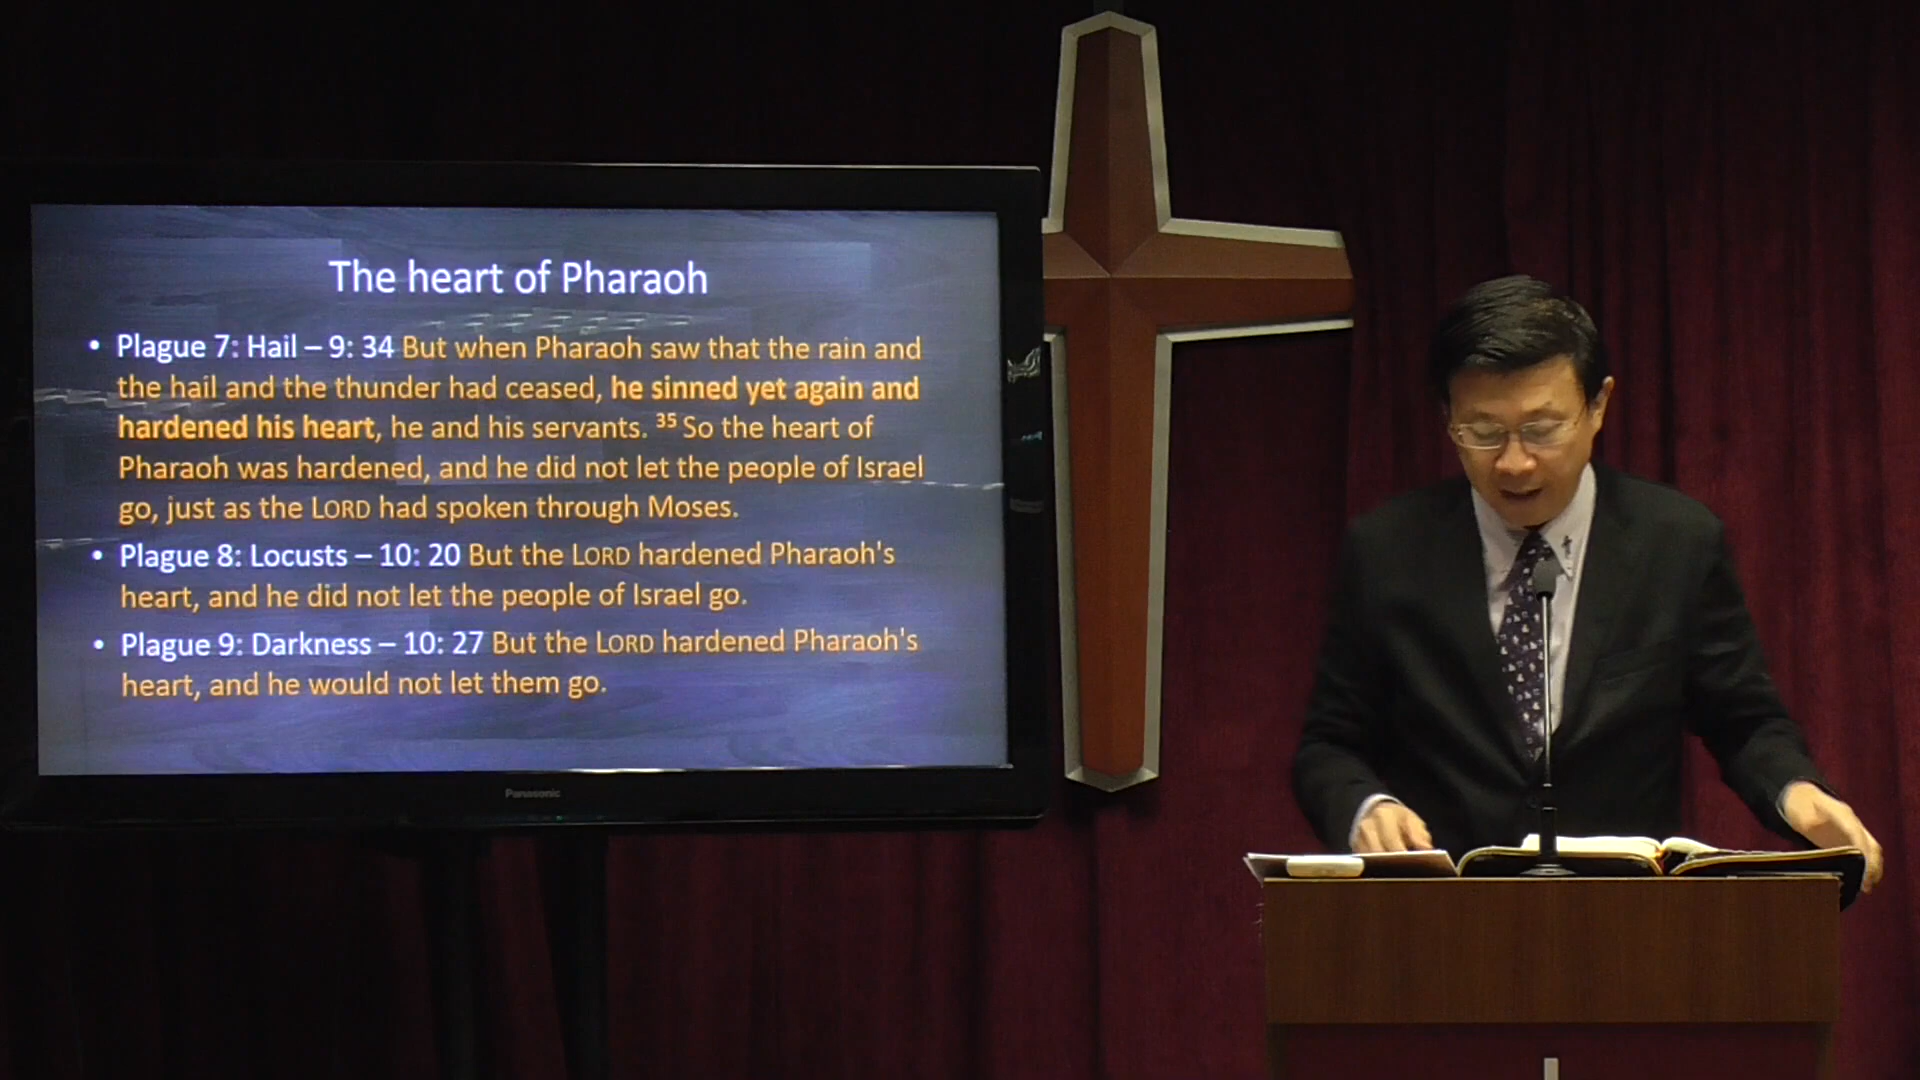 The heart of Pharaoh
• Plague 7: Hail – 9: 34 But when Pharaoh saw that the rain and
the hail and the thunder had ceased, he sinned yet again and
hardened his heart, he and his servants. 35 So the heart of
Pharaoh was hardened, and he did not let the people of Israel
go, just as the LORD had spoken through Moses.
• Plague 8: Locusts – 10: 20 But the LORD hardened Pharaoh's
heart, and he did not let the people of Israel go.
• Plague 9: Darkness – 10: 27 But the LORD hardened Pharaoh's
heart, and he would not let them go.
Panasonic